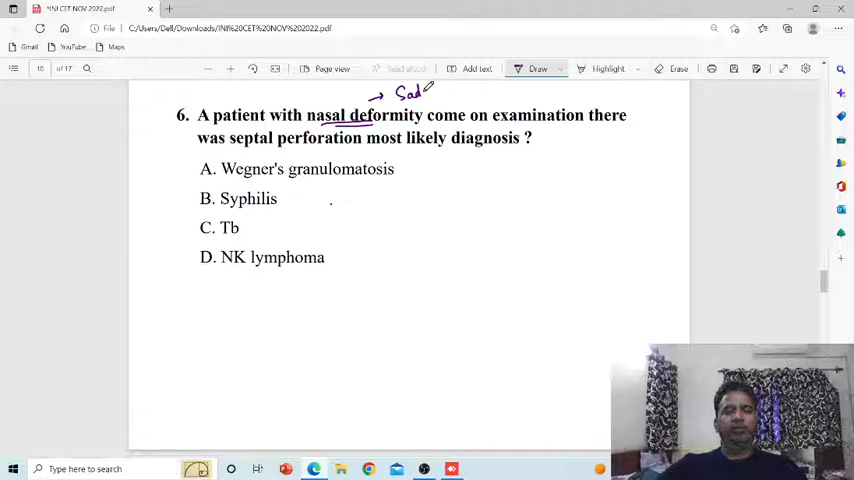 *INI CET NOV 2022.pdf
File
C:/Users/Dell/Downloads/INI%20CET%20NOV%202022.pdf
Gmail YouTube Maps
10 of 17 Page view Read aloud Add text Draw Highlight Erase
Sad
6. A patient with nasal deformity come on examination there
was septal perforation most likely diagnosis ?
A. Wegner's granulomatosis
B. Syphilis
C. Tb
D. NK lymphoma
Type here to search